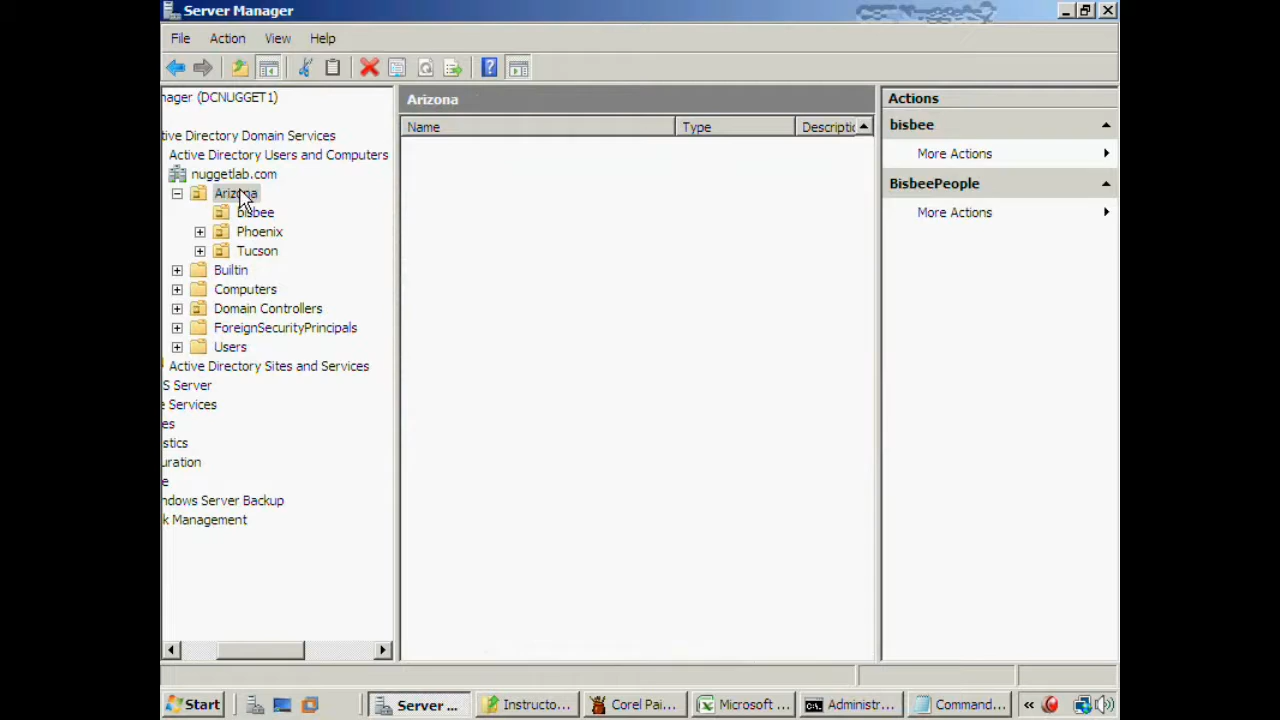 Server Manager
File Action View Help
nager (DCNUGGET1)
tive Directory Domain Services
Active Directory Users and Computers
nuggetlab.com
Arizona
bisbee
Phoenix
Tucson
Builtin
Computers
Domain Controllers
ForeignSecurityPrincipals
Users
Active Directory Sites and Services
S Server
e Services
es
stics
uration
e
ndows Server Backup
k Management
Arizona
Name Type Descriptic
Actions
bisbee
More Actions
BisbeePeople
More Actions
Start Server ... Instructo... Corel Pai... Microsoft ... Administr... Command...